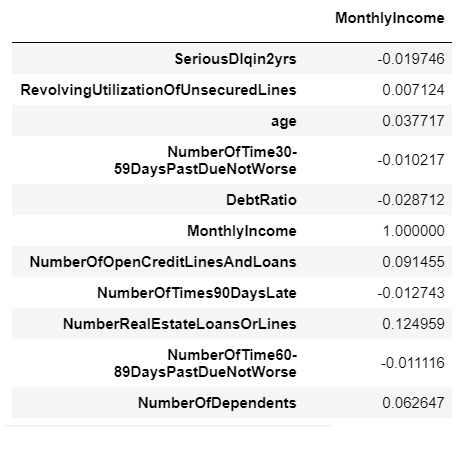 MonthlyIncome
SeriousDlqin2yrs -0.019746
RevolvingUtilizationOfUnsecuredLines 0.007124
age 0.037717
NumberOfTime30-
59DaysPastDueNotWorse -0.010217
DebtRatio -0.028712
MonthlyIncome 1.000000
NumberOfOpenCreditLinesAndLoans 0.091455
NumberOfTimes90DaysLate -0.012743
NumberRealEstateLoansOrLines 0.124959
NumberOfTime60-
89DaysPastDueNotWorse -0.011116
NumberOfDependents 0.062647